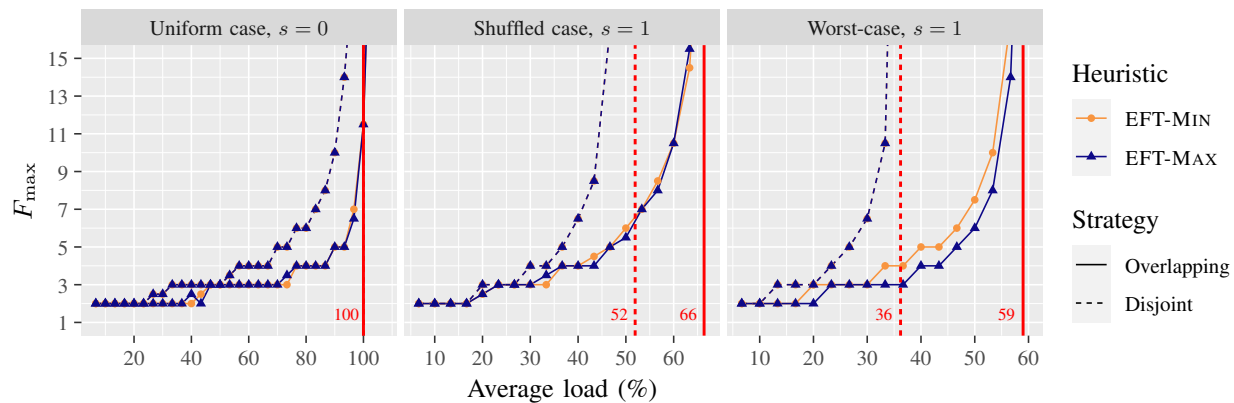 Uniform case, s = 0
Shuffled case, s = 1
Worst-case, s = 1
15
13
11
9
7
5
3
1
Fmax
100
52
66
36
59
20 40 60 80 100
10 20 30 40 50 60
10 20 30 40 50 60
Average load (%)
Heuristic
EFT-MIN
EFT-MAX
Strategy
Overlapping
Disjoint